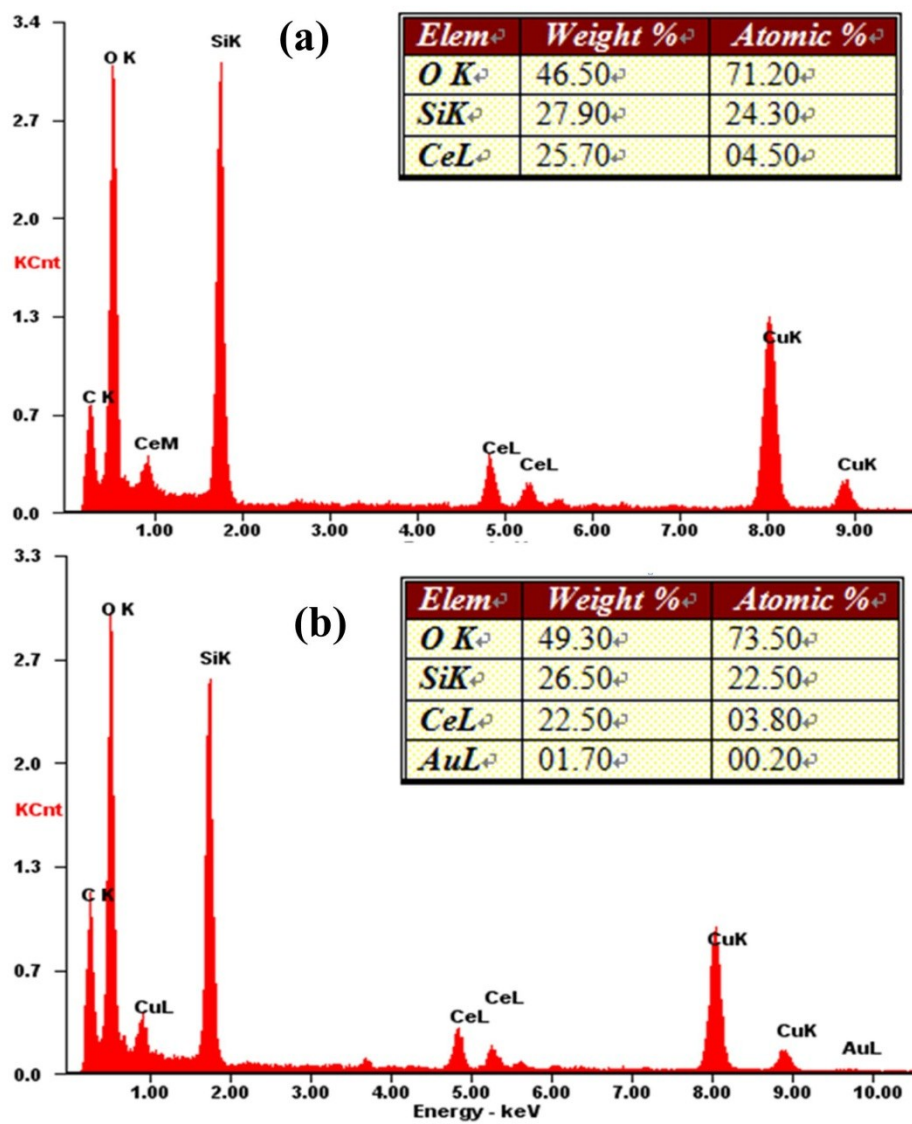 (a)
Elem Weight % Atomic %
O K 46.50 71.20
SiK 27.90 24.30
CeL 25.70 04.50
3.4
2.7
2.0
KCnt
1.3
0.7
0.0
O K
SiK
C K
CeM
CeL
CeL
CuK
CuK
1.00 2.00 3.00 4.00 5.00 6.00 7.00 8.00 9.00
(b)
Elem Weight % Atomic %
O K 49.30 73.50
SiK 26.50 22.50
CeL 22.50 03.80
AuL 01.70 00.20
3.3
2.7
2.0
KCnt
1.3
0.7
0.0
O K
SiK
C K
CuL
CeL
CeL
CuK
CuK
AuL
1.00 2.00 3.00 4.00 5.00 6.00 7.00 8.00 9.00 10.00
Energy - keV